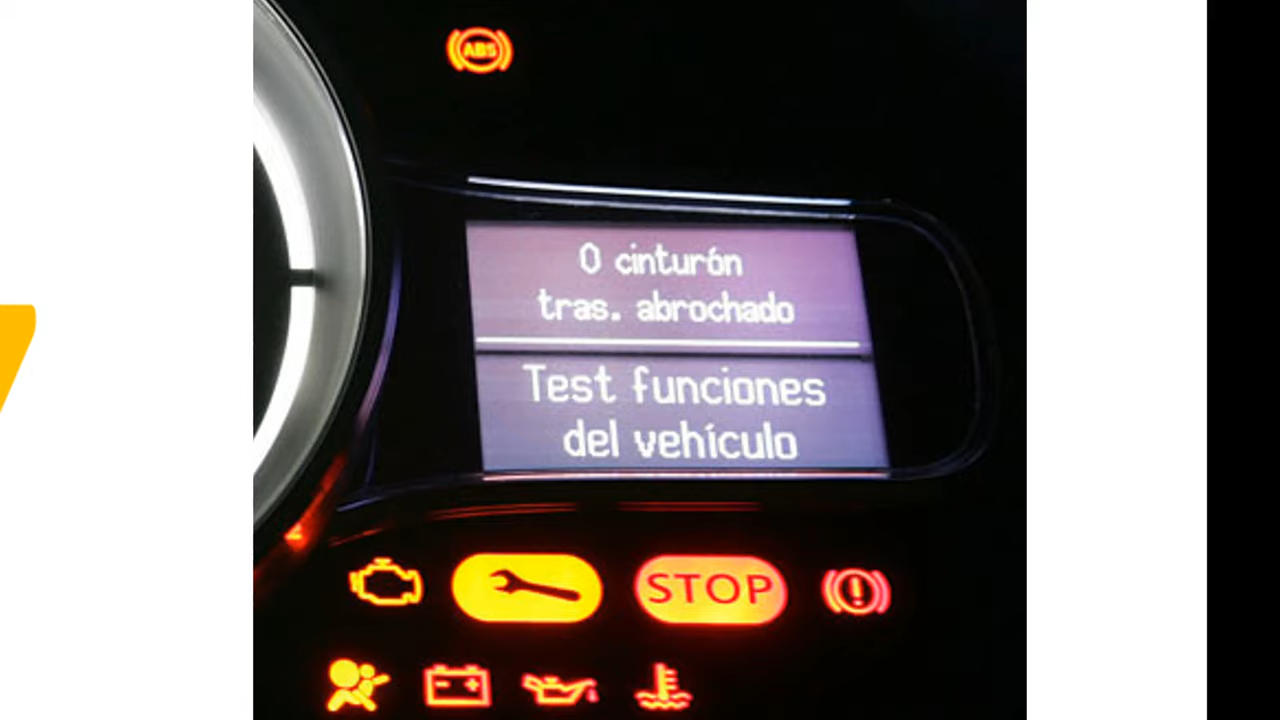 ABS
0 cinturón
tras. abrochado
Test funciones
del vehículo
STOP